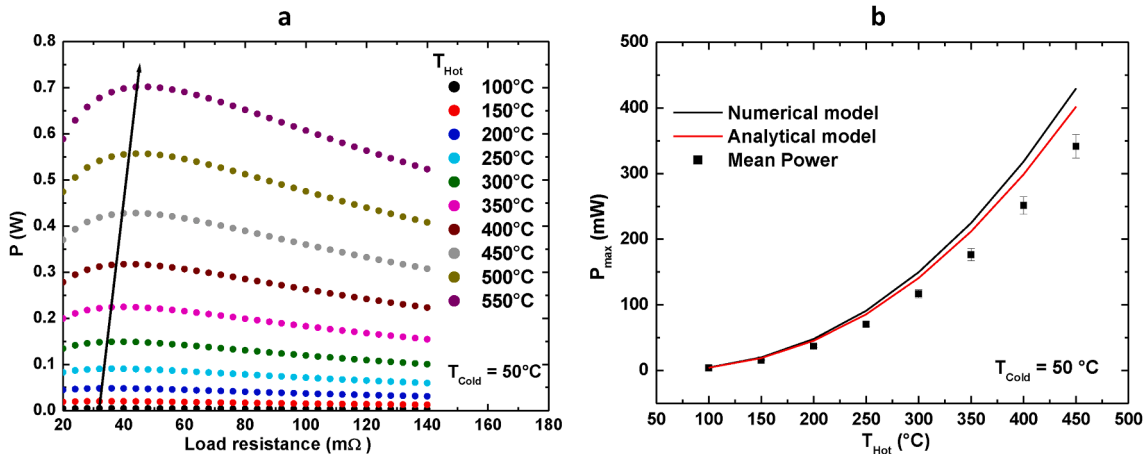 a
0.8
0.7
0.6
0.5
0.4
0.3
0.2
0.1
0.0
P (W)
20 40 60 80 100 120 140 160 180
Load resistance (mΩ)
T_Hot
100°C
150°C
200°C
250°C
300°C
350°C
400°C
450°C
500°C
550°C
T_Cold = 50°C
b
500
400
300
200
100
0
P_max (mW)
50 100 150 200 250 300 350 400 450 500
T_Hot (°C)
Numerical model
Analytical model
Mean Power
T_Cold = 50 °C